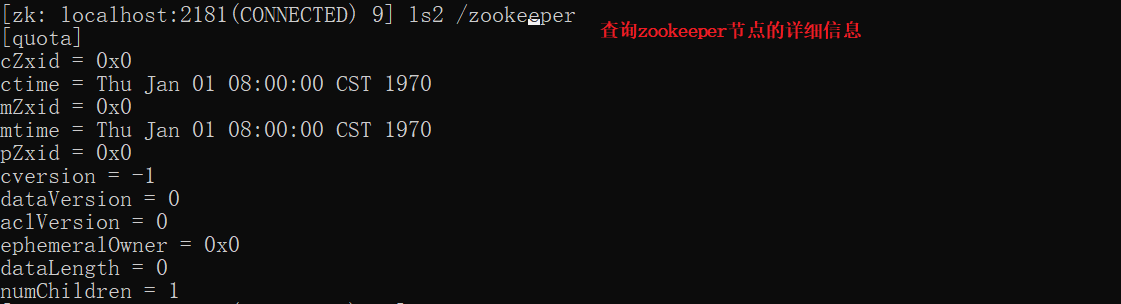 [zk: localhost:2181(CONNECTED) 9] ls2 /zookeeper
查询zookeeper节点的详细信息
[quota]
cZxid = 0x0
ctime = Thu Jan 01 08:00:00 CST 1970
mZxid = 0x0
mtime = Thu Jan 01 08:00:00 CST 1970
pZxid = 0x0
cversion = -1
dataVersion = 0
aclVersion = 0
ephemeralOwner = 0x0
dataLength = 0
numChildren = 1